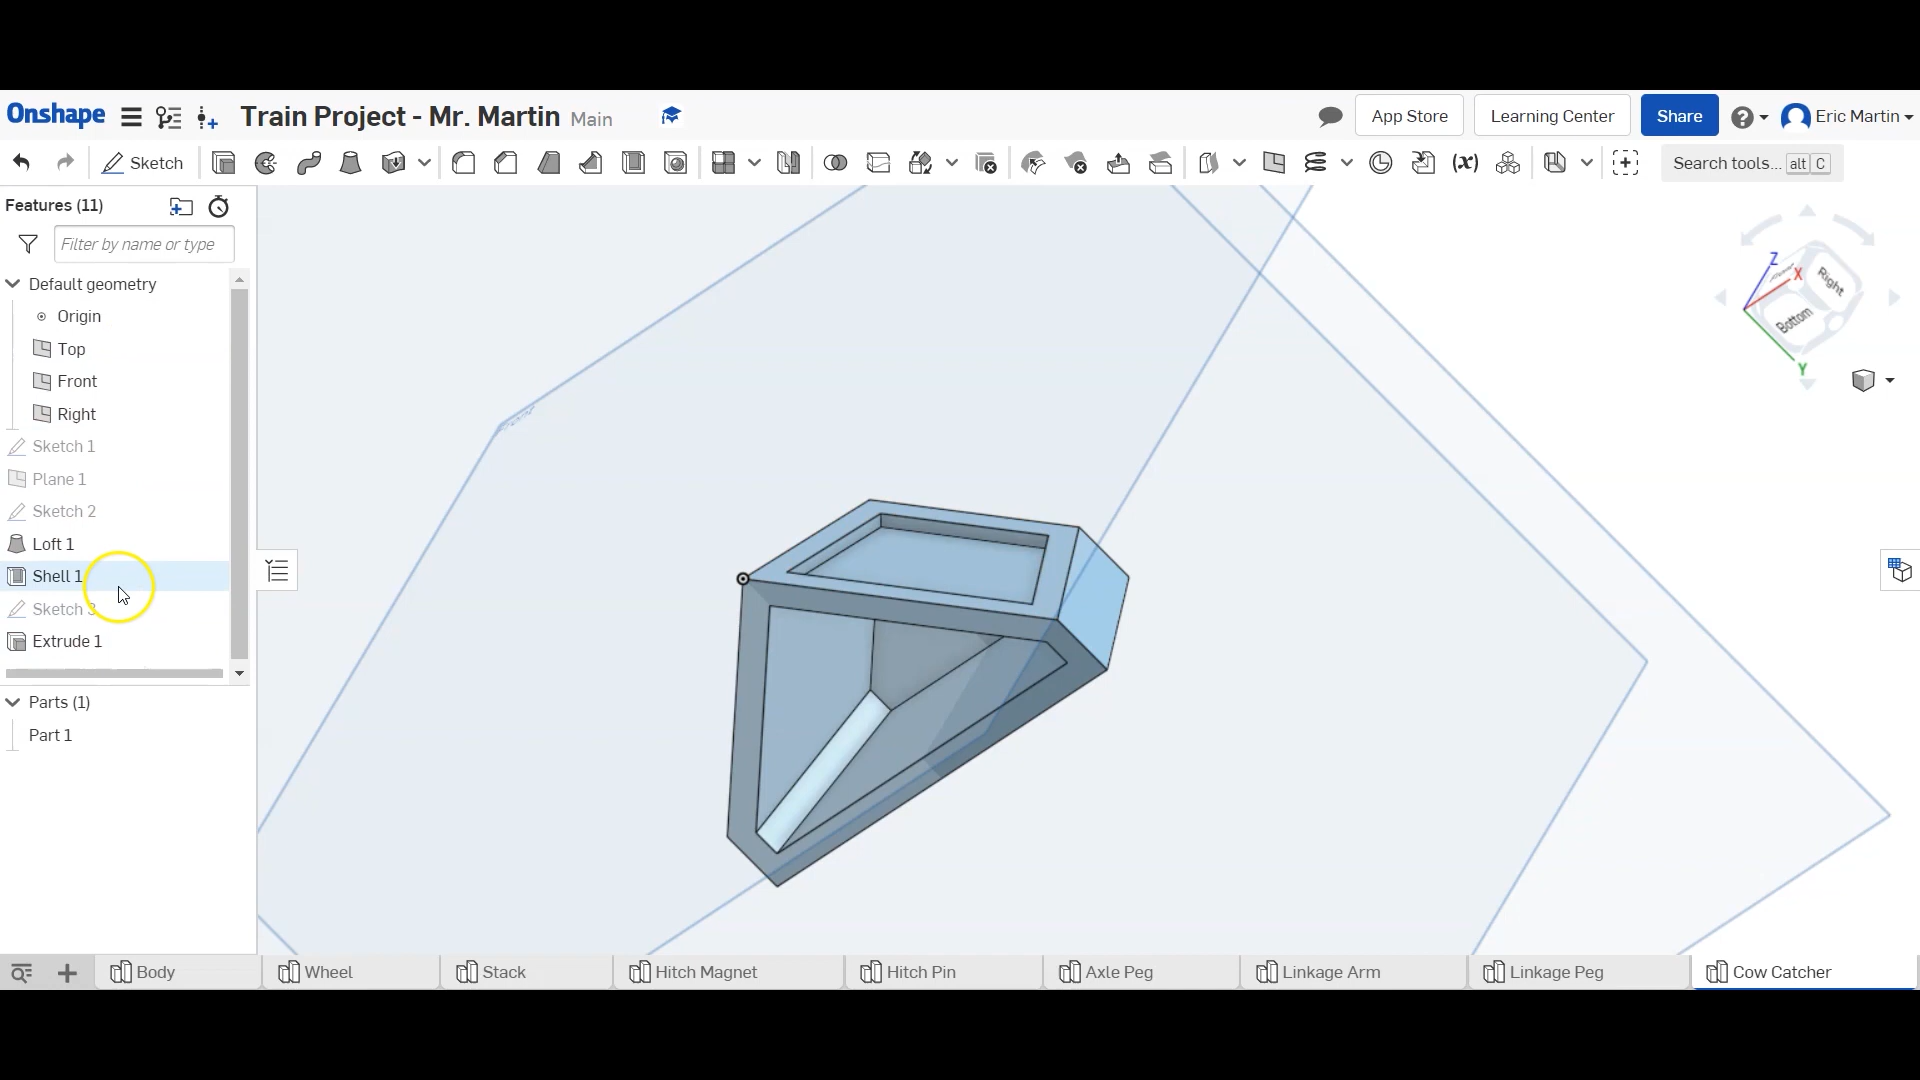 Onshape
Train Project - Mr. Martin Main
App Store
Learning Center
Share
Eric Martin
Sketch
Search tools... alt C
Features (11)
Filter by name or type
Default geometry
Origin
Top
Front
Right
Sketch 1
Plane 1
Sketch 2
Loft 1
Shell 1
Sketch 3
Extrude 1
Parts (1)
Part 1
Z
X
Right
Bottom
Y
Body
Wheel
Stack
Hitch Magnet
Hitch Pin
Axle Peg
Linkage Arm
Linkage Peg
Cow Catcher